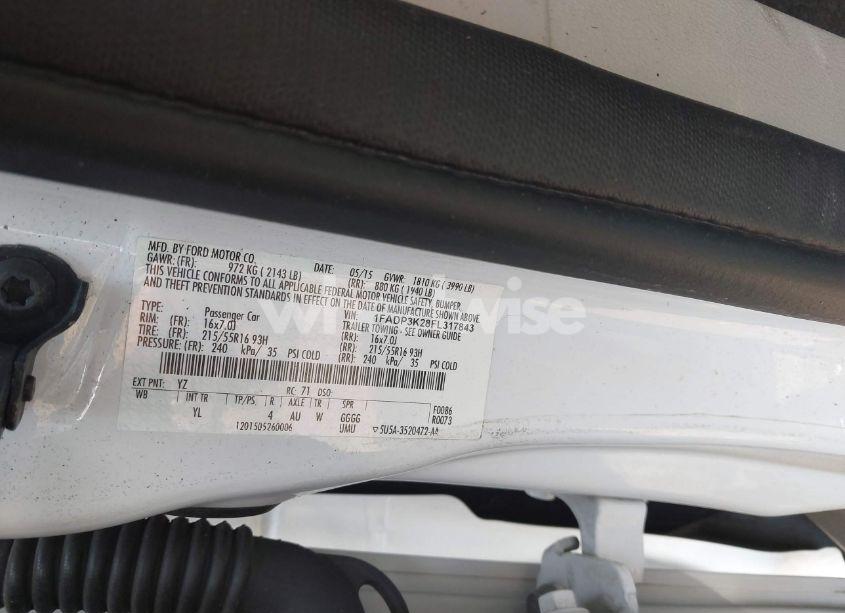 MFD. BY FORD MOTOR CO.
DATE: 05/15 GVWR: 1810 KG ( 3990 LB)
GAWR: (FR): 972 KG ( 2143 LB) (RR): 880 KG ( 1940 LB)
THIS VEHICLE CONFORMS TO ALL APPLICABLE FEDERAL MOTOR VEHICLE SAFETY, BUMPER,
AND THEFT PREVENTION STANDARDS IN EFFECT ON THE DATE OF MANUFACTURE SHOWN ABOVE
VIN: 1FADP3K28FL317843
TYPE: Passenger Car TRAILER TOWING - SEE OWNER GUIDE
RIM: (FR): 16x7.0J (RR): 16x7.0J
TIRE: (FR): 215/55R16 93H (RR): 215/55R16 93H
PRESSURE: (FR): 240 kPa/ 35 PSI COLD (RR): 240 kPa/ 35 PSI COLD
EXT PNT: YZ RC: 71 DSO:
WB INT TR TP/PS R AXLE TR SPR F0086
YL 4 AU W GGGG R0073
1201505260006 UMU 5U5A-3520472-AA